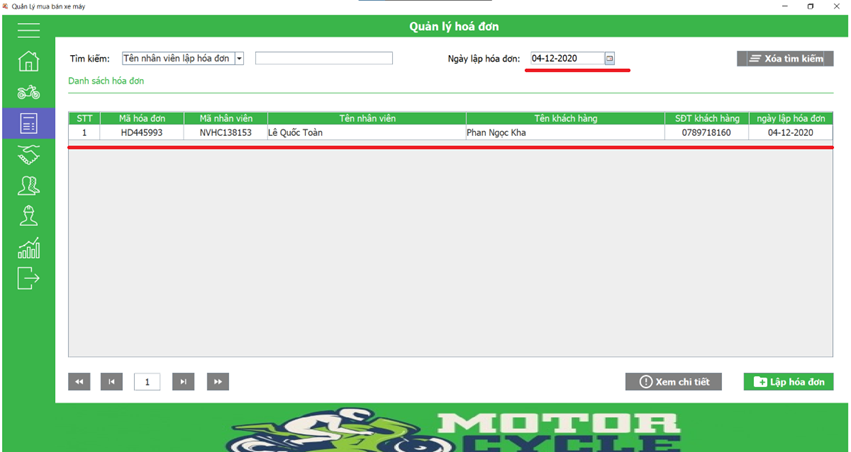 Quản Lý mua bán xe máy
Quản lý hoá đơn
Tìm kiếm: Tên nhân viên lập hóa đơn Ngày lập hóa đơn: 04-12-2020 Xóa tìm kiếm
Danh sách hóa đơn
STT Mã hóa đơn Mã nhân viên Tên nhân viên Tên khách hàng SĐT khách hàng ngày lập hóa đơn
1 HD445993 NVHC138153 Lê Quốc Toàn Phan Ngọc Kha 0789718160 04-12-2020
1 Xem chi tiết Lập hóa đơn
MOTOR
CYCLE